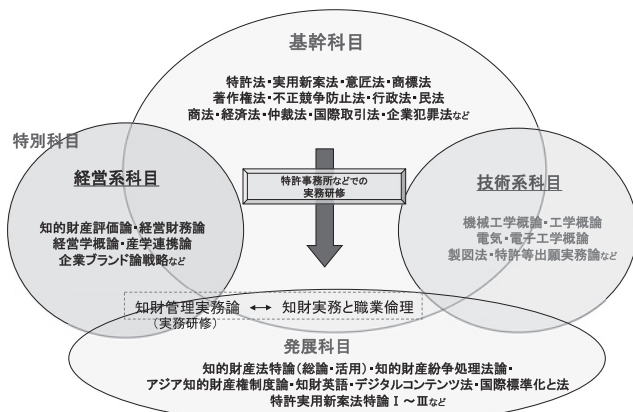 基幹科目
特許法・実用新案法・意匠法・商標法
著作権法・不正競争防止法・行政法・民法
商法・経済法・仲裁法・国際取引法・企業犯罪法など
特別科目
経営系科目
知的財産評価論・経営財務論
経営学概論・産学連携論
企業ブランド論戦略など
特許事務所などでの
実務研修
技術系科目
機械工学概論・工学概論
電気・電子工学概論
製図法・特許等出願実務論など
知財管理実務論 ↔ 知財実務と職業倫理
(実務研修)
発展科目
知的財産法特論(総論・活用)・知的財産紛争処理法論・
アジア知的財産権制度論・知財英語・デジタルコンテンツ法・国際標準化と法
特許実用新案法特論Ⅰ～Ⅲなど